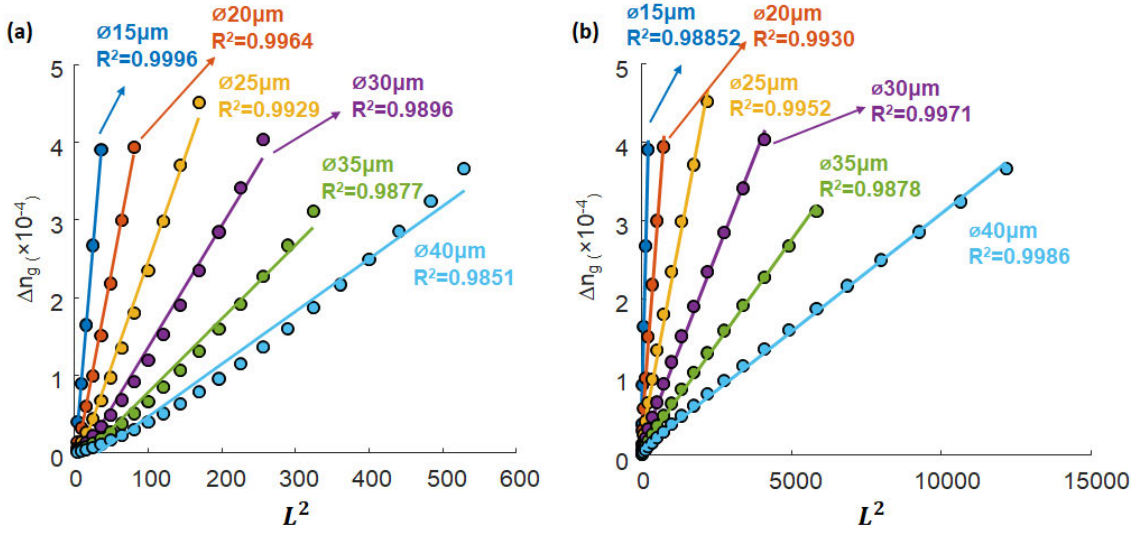 (a)
ø15µm
R²=0.9996
ø20µm
R²=0.9964
ø25µm
R²=0.9929
ø30µm
R²=0.9896
ø35µm
R²=0.9877
ø40µm
R²=0.9851
5
4
3
2
1
0
Δn_g (×10⁻⁴)
0 100 200 300 400 500 600
L²
(b)
ø15µm
R²=0.98852
ø20µm
R²=0.9930
ø25µm
R²=0.9952
ø30µm
R²=0.9971
ø35µm
R²=0.9878
ø40µm
R²=0.9986
5
4
3
2
1
0
Δn_g (×10⁻⁴)
0 5000 10000 15000
L²